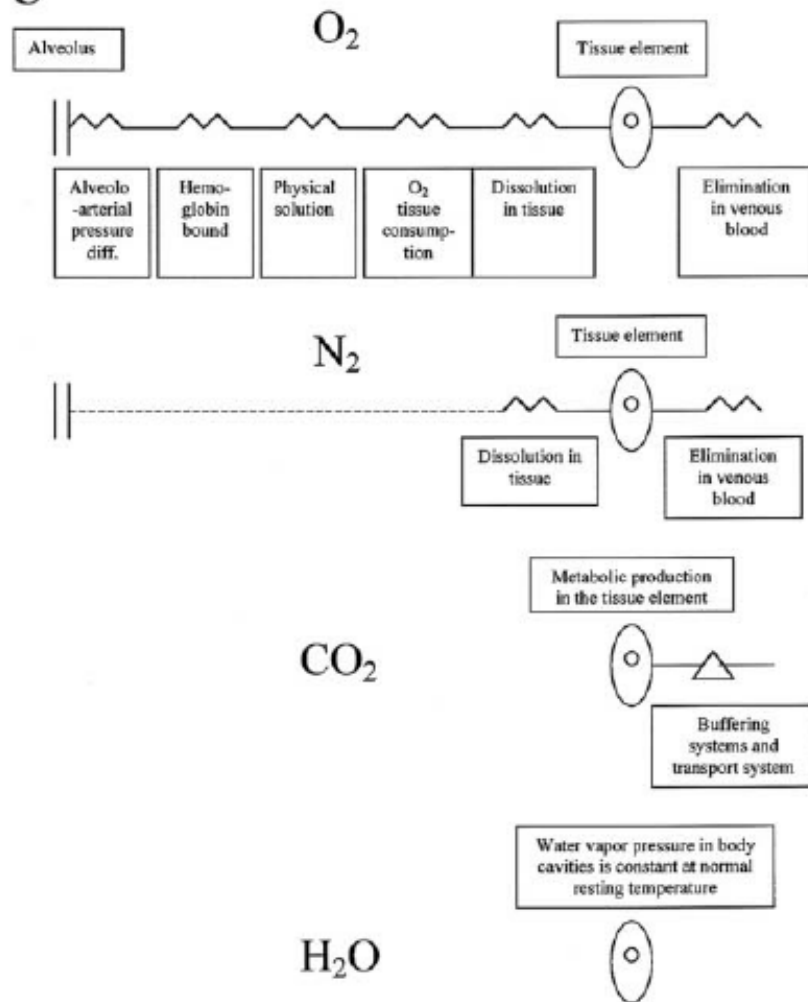 O₂
Alveolus
Tissue element
Alveolo
-arterial
pressure
diff.
Hemo-
globin
bound
Physical
solution
O₂
tissue
consump-
tion
Dissolution
in tissue
Elimination
in venous
blood
Tissue element
N₂
Dissolution in
tissue
Elimination
in venous
blood
Metabolic production
in the tissue element
CO₂
Buffering
systems and
transport system
Water vapor pressure in body
cavities is constant at normal
resting temperature
H₂O